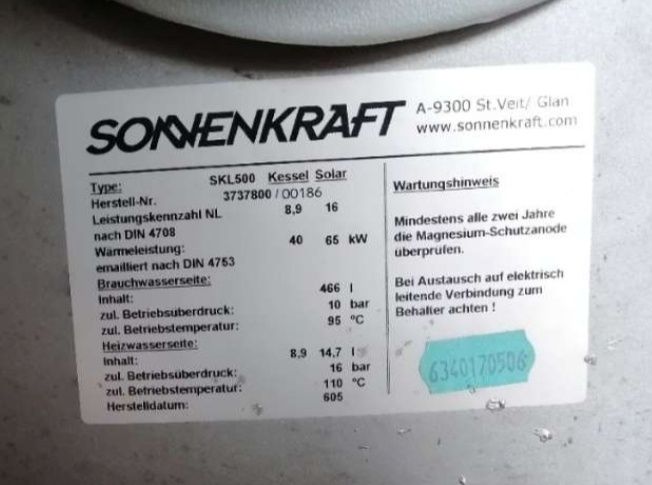 SONNENKRAFT
A-9300 St.Veit/ Glan
www.sonnenkraft.com
Type: SKL500 Kessel Solar
Herstell-Nr. 3737800 / 00186
Leistungskennzahl NL 8,9 16
nach DIN 4708
Wärmeleistung: 40 65 kW
emailliert nach DIN 4753
Brauchwasserseite:
Inhalt: 466 l
zul. Betriebsüberdruck: 10 bar
zul. Betriebstemperatur: 95 °C
Heizwasserseite:
Inhalt: 8,9 14,7 l
zul. Betriebsüberdruck: 16 bar
zul. Betriebstemperatur: 110 °C
Herstelldatum: 605
Wartungshinweis
Mindestens alle zwei Jahre
die Magnesium-Schutzanode
überprüfen.
Bei Austausch auf elektrisch
leitende Verbindung zum
Behalter achten !
6340170506